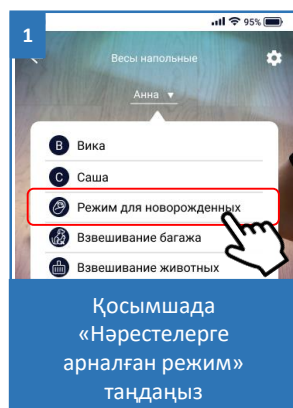 95%
1
Весы напольные
Анна ▼
В Вика
С Саша
Режим для новорожденных
Взвешивание багажа
Взвешивание животных
Қосымшада
«Нәрестелерге
арналған режим»
таңдаңыз